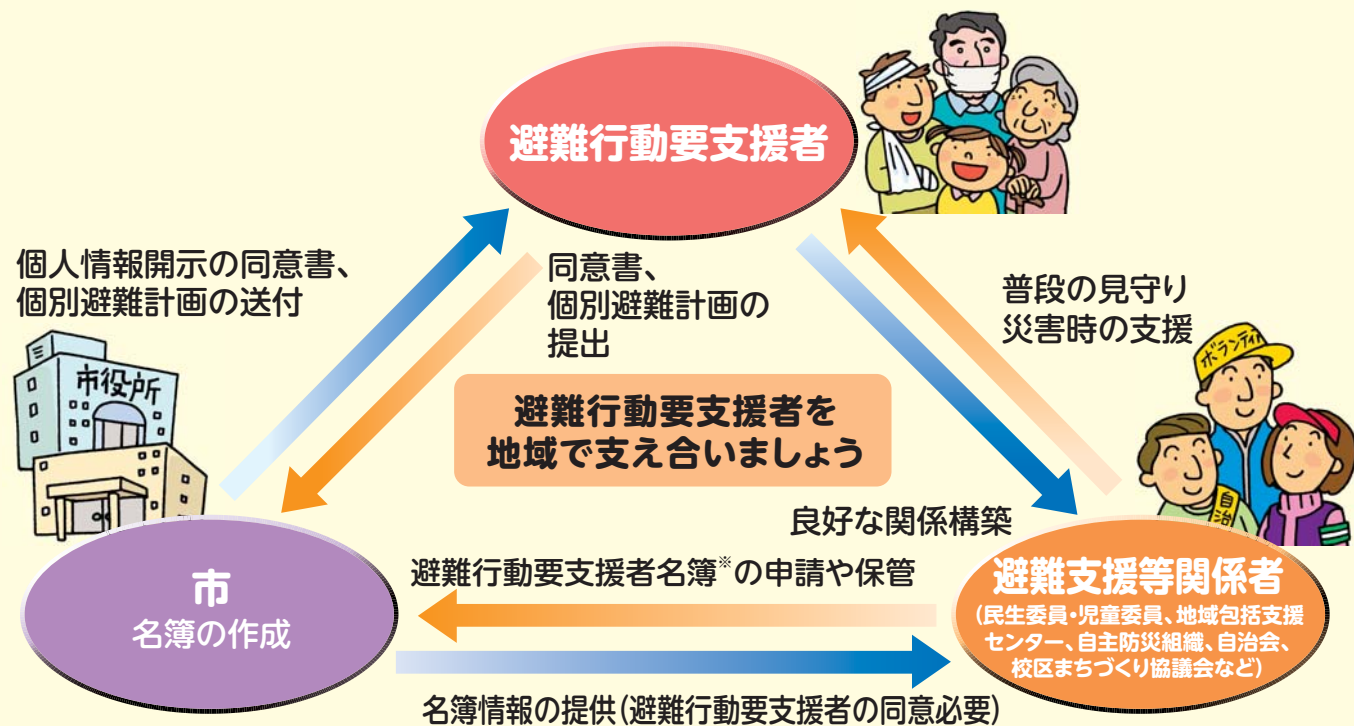 避難行動要支援者
個人情報開示の同意書、
個別避難計画の送付
同意書、
個別避難計画の
提出
普段の見守り
災害時の支援
市役所
ボランティア
避難行動要支援者を
地域で支え合いましょう
自治
良好な関係構築
市
名簿の作成
避難行動要支援者名簿※の申請や保管
避難支援等関係者
(民生委員・児童委員、地域包括支援
センター、自主防災組織、自治会、
校区まちづくり協議会など)
名簿情報の提供(避難行動要支援者の同意必要)